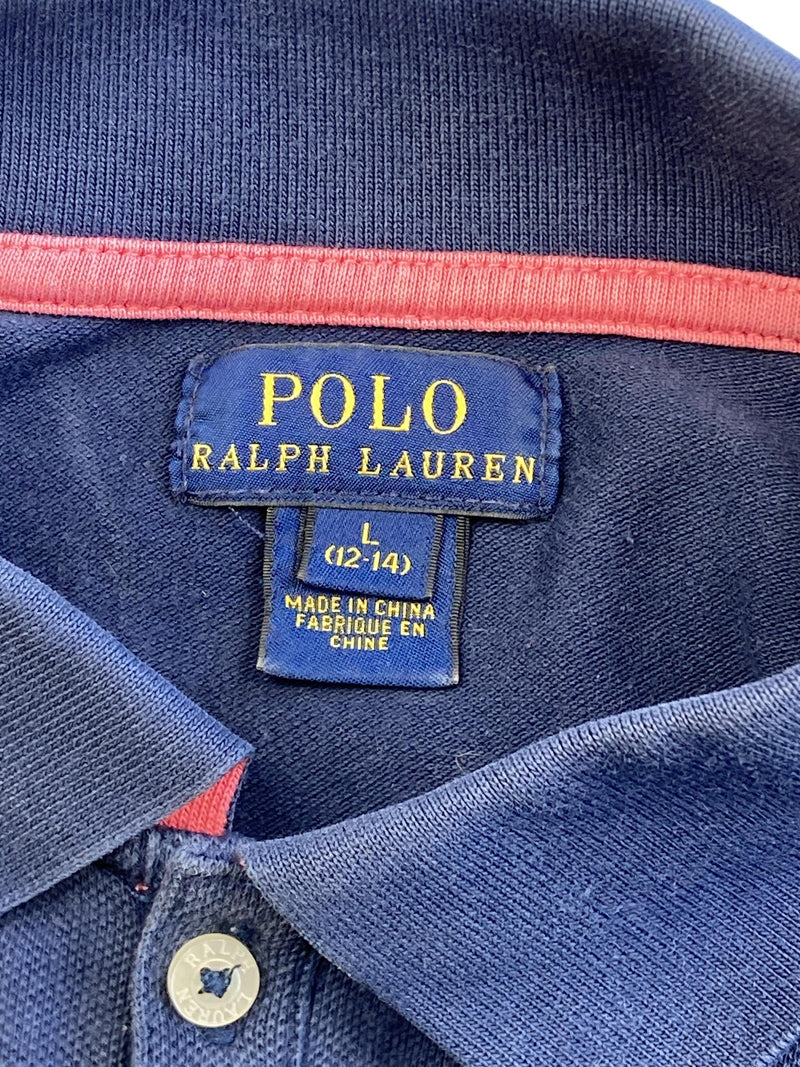 POLO
RALPH LAUREN
L
(12-14)
MADE IN CHINA
FABRIQUE EN
CHINE
RALPH LAUREN